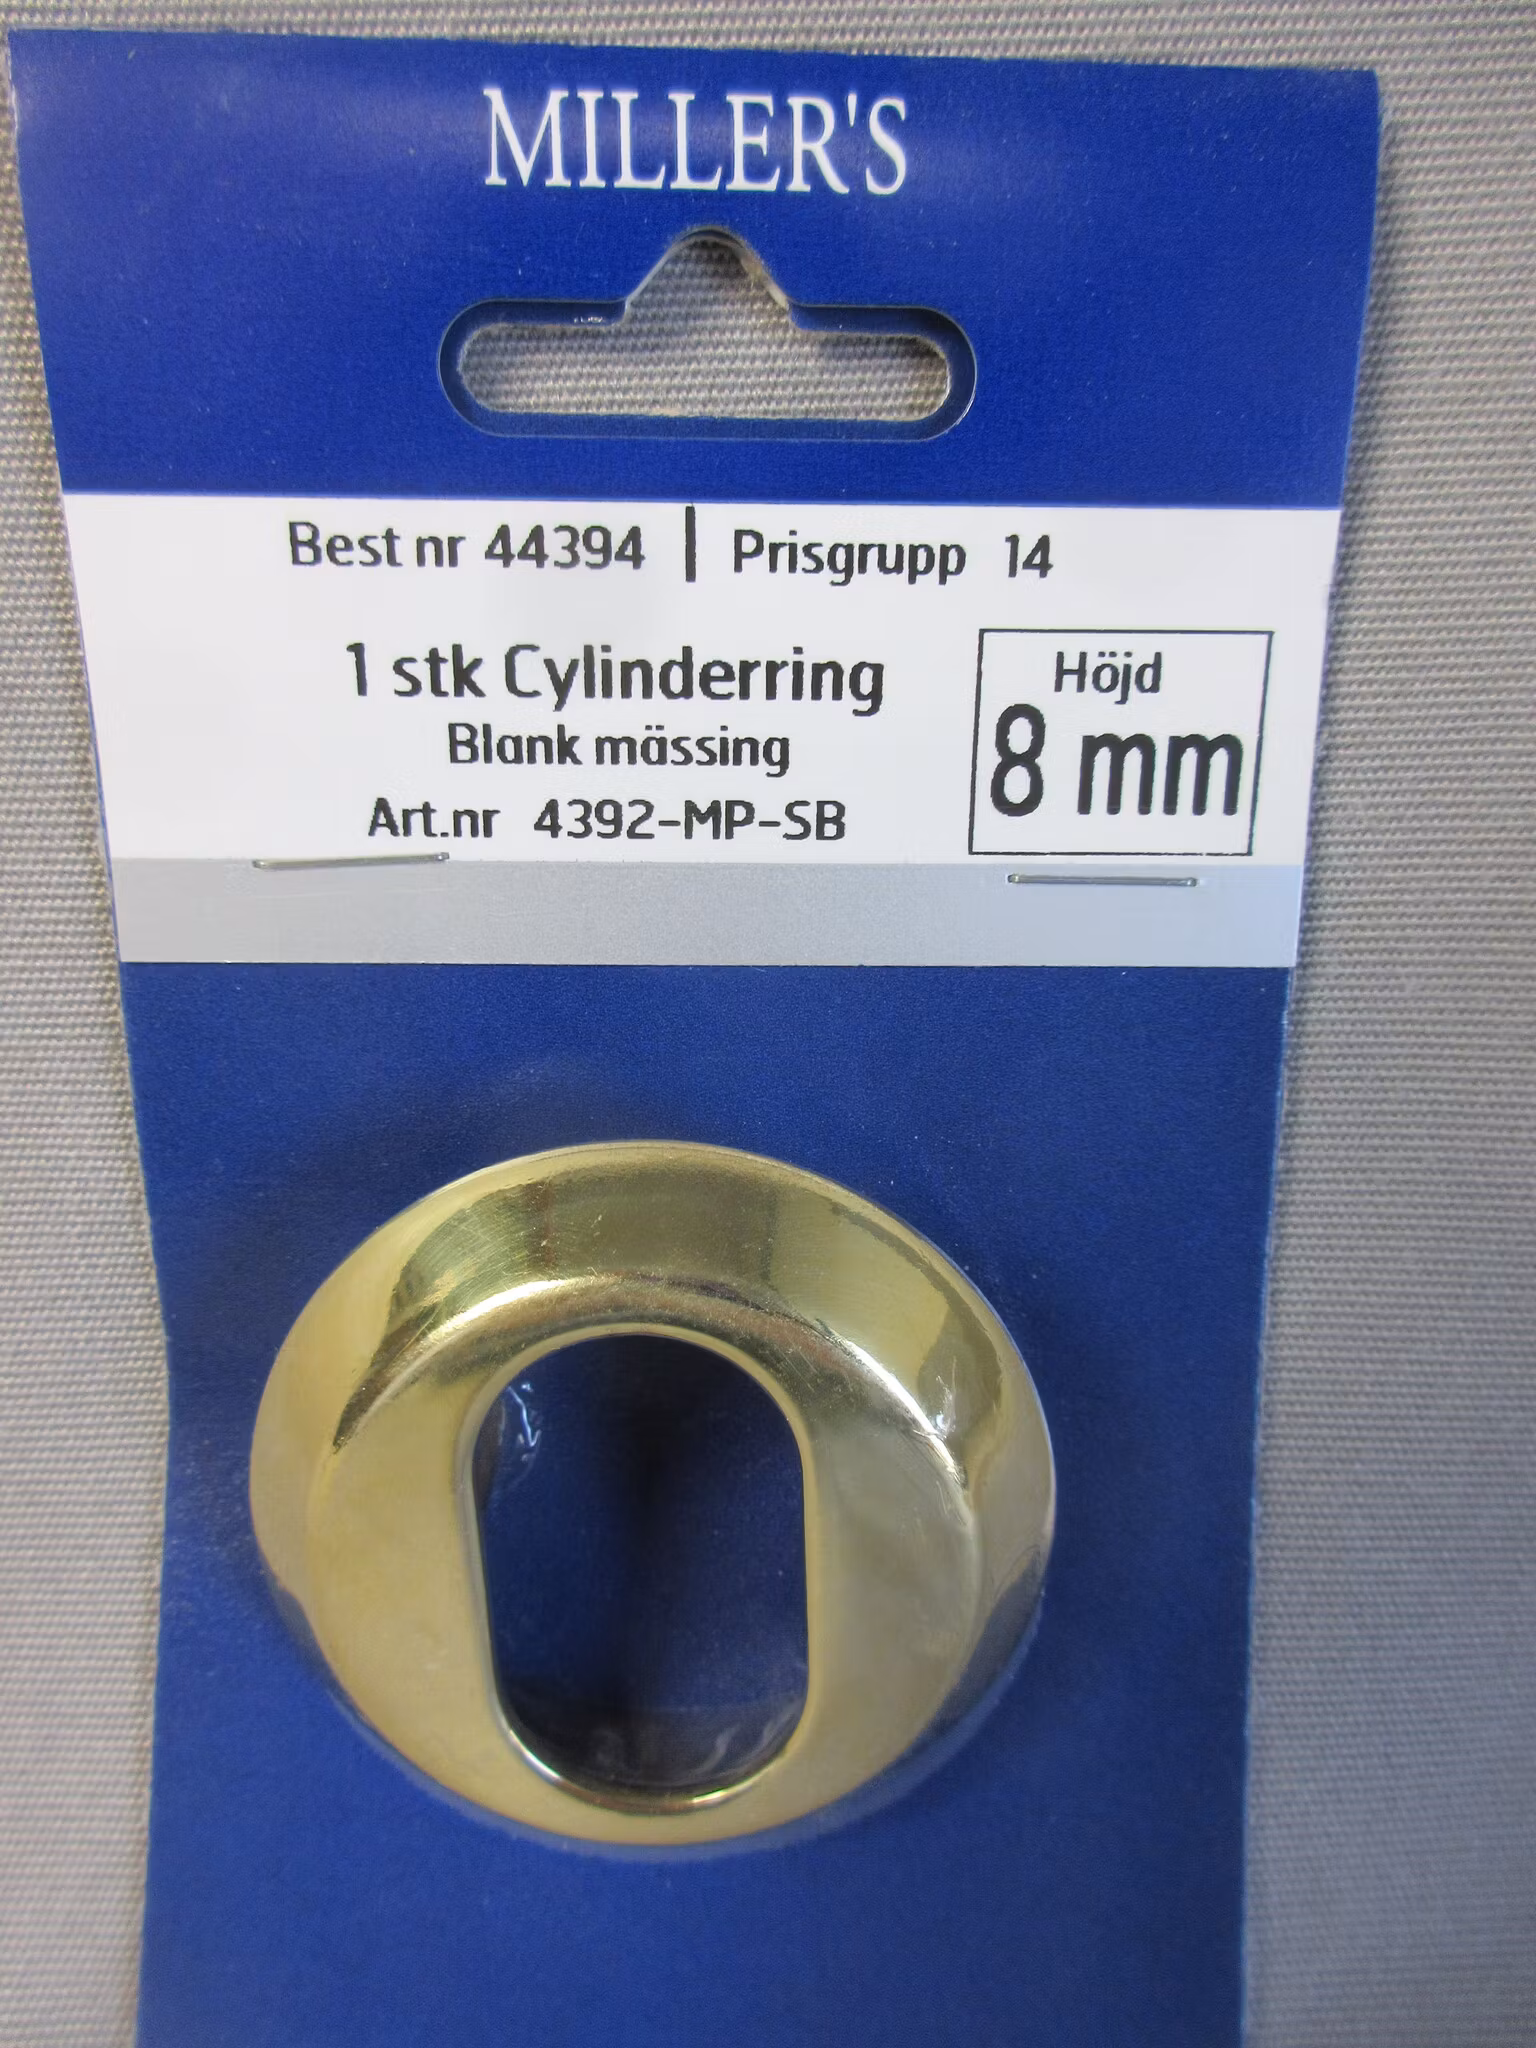 MILLER'S
Best nr 44394 | Prisgrupp 14
1 stk Cylinderring
Blank mässing
Art.nr 4392-MP-SB
Höjd
8 mm